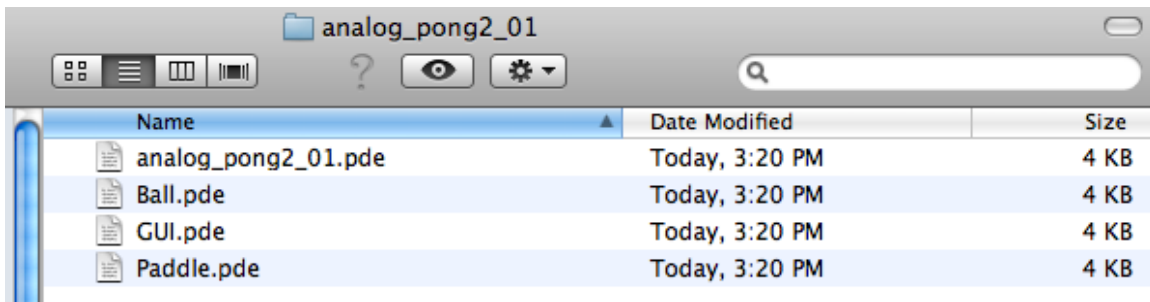 analog_pong2_01
?
Name Date Modified Size
analog_pong2_01.pde Today, 3:20 PM 4 KB
Ball.pde Today, 3:20 PM 4 KB
GUI.pde Today, 3:20 PM 4 KB
Paddle.pde Today, 3:20 PM 4 KB